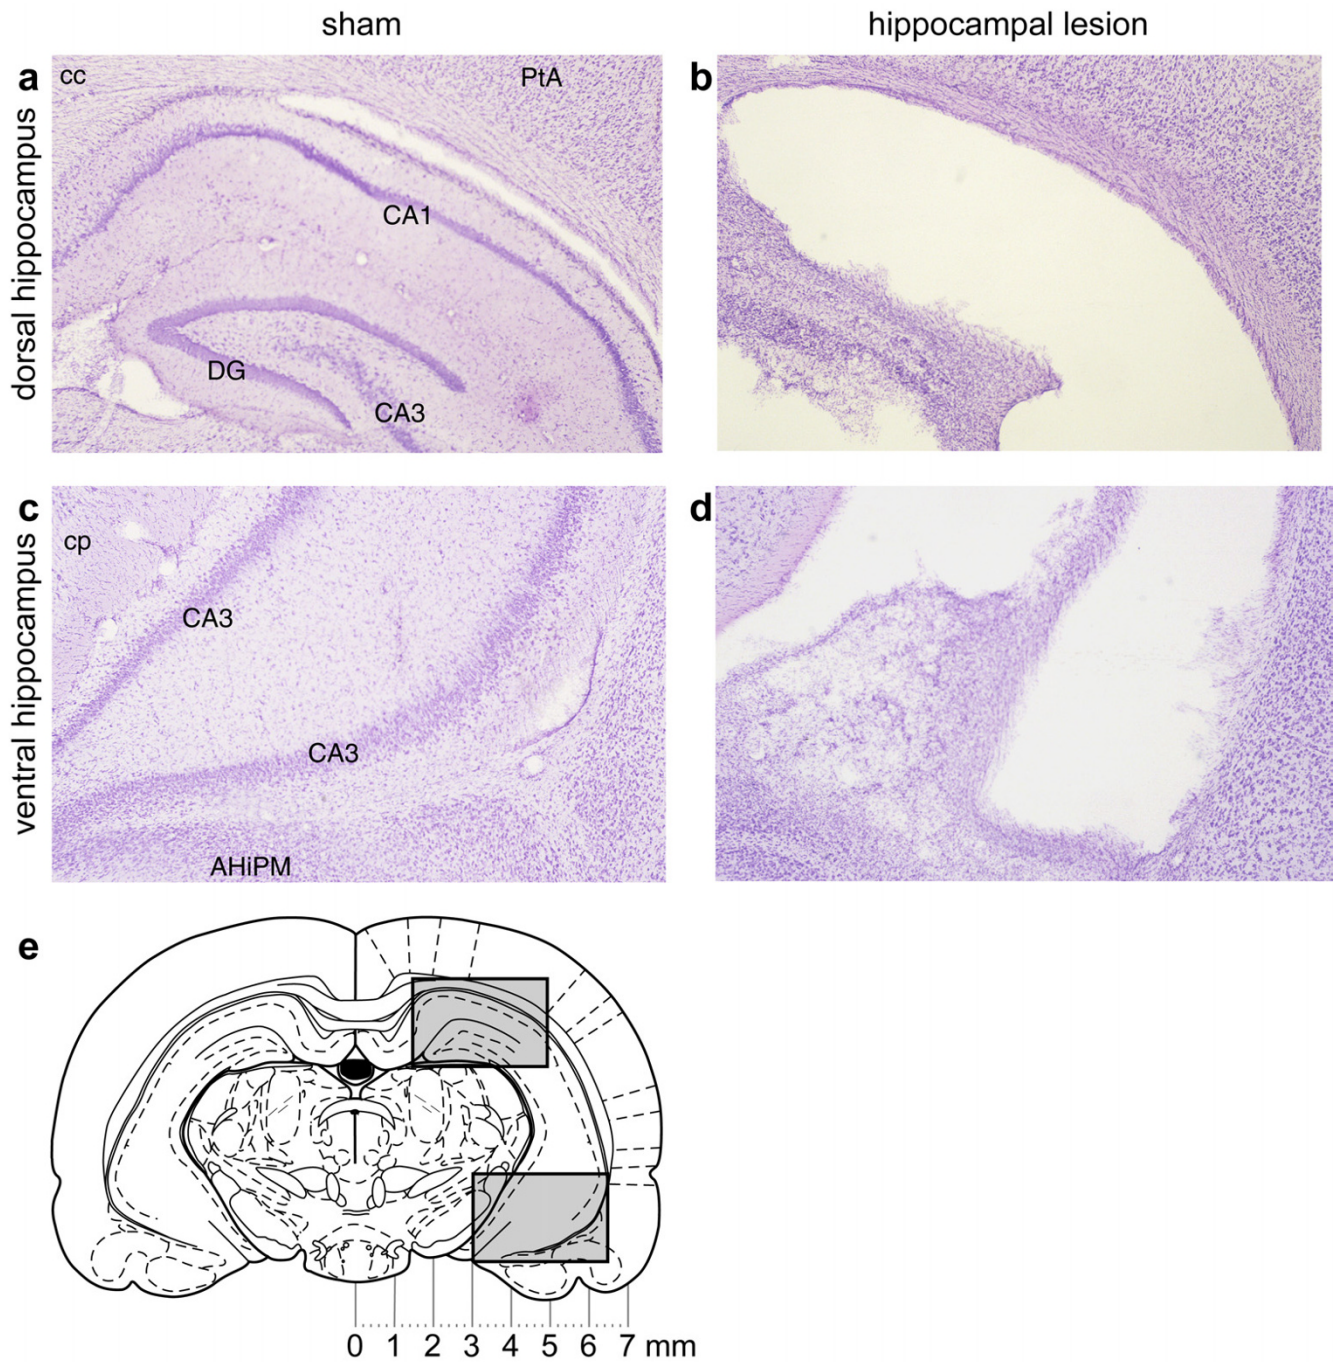 sham
hippocampal lesion
dorsal hippocampus
a
cc
PtA
CA1
DG
CA3
b
ventral hippocampus
c
cp
CA3
CA3
AHiPM
d
e
0 1 2 3 4 5 6 7 mm